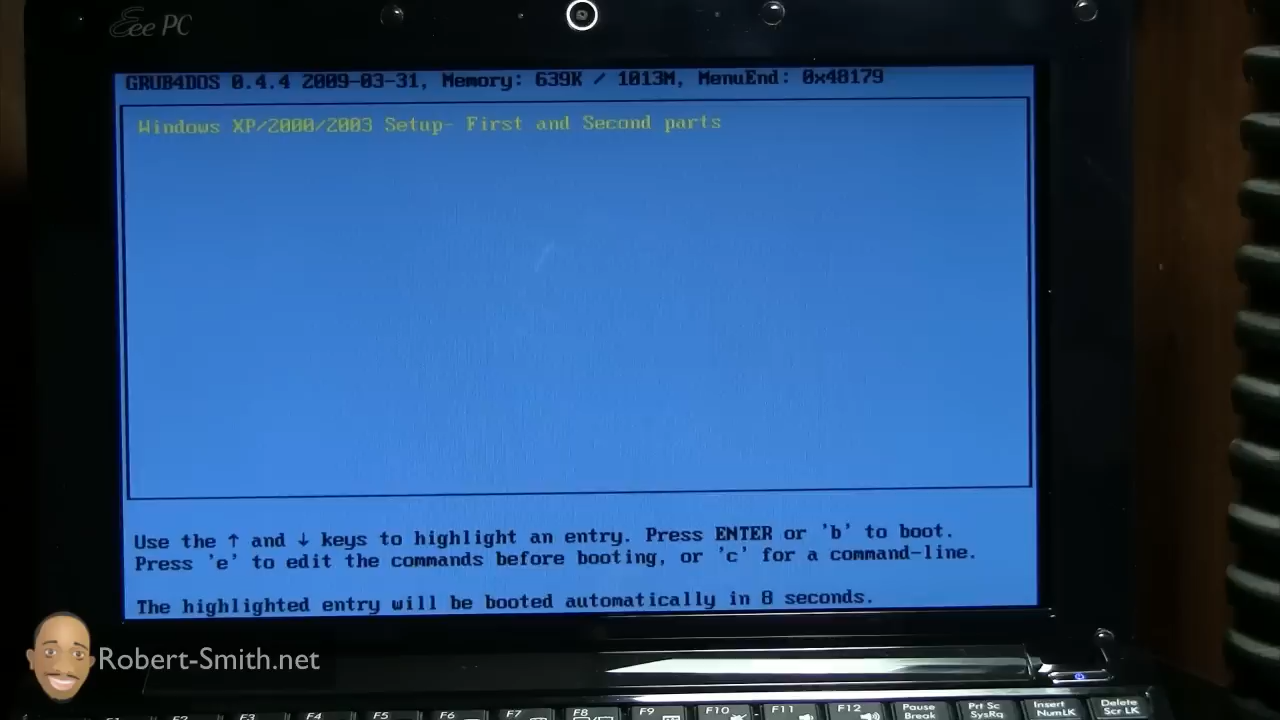 Eee PC
GRUB4DOS 0.4.4 2009-03-31, Memory: 639K / 1013M, MenuEnd: 0x48179
Windows XP/2000/2003 Setup- First and Second parts
Use the ↑ and ↓ keys to highlight an entry. Press ENTER or 'b' to boot.
Press 'e' to edit the commands before booting, or 'c' for a command-line.
The highlighted entry will be booted automatically in 8 seconds.
Robert-Smith.net
F1 F2 F3 F4 F5 F6 F7 F8 F9 F10 F11 F12 Pause Prt Sc Insert Delete
Break SysRq NumLK Scr LK